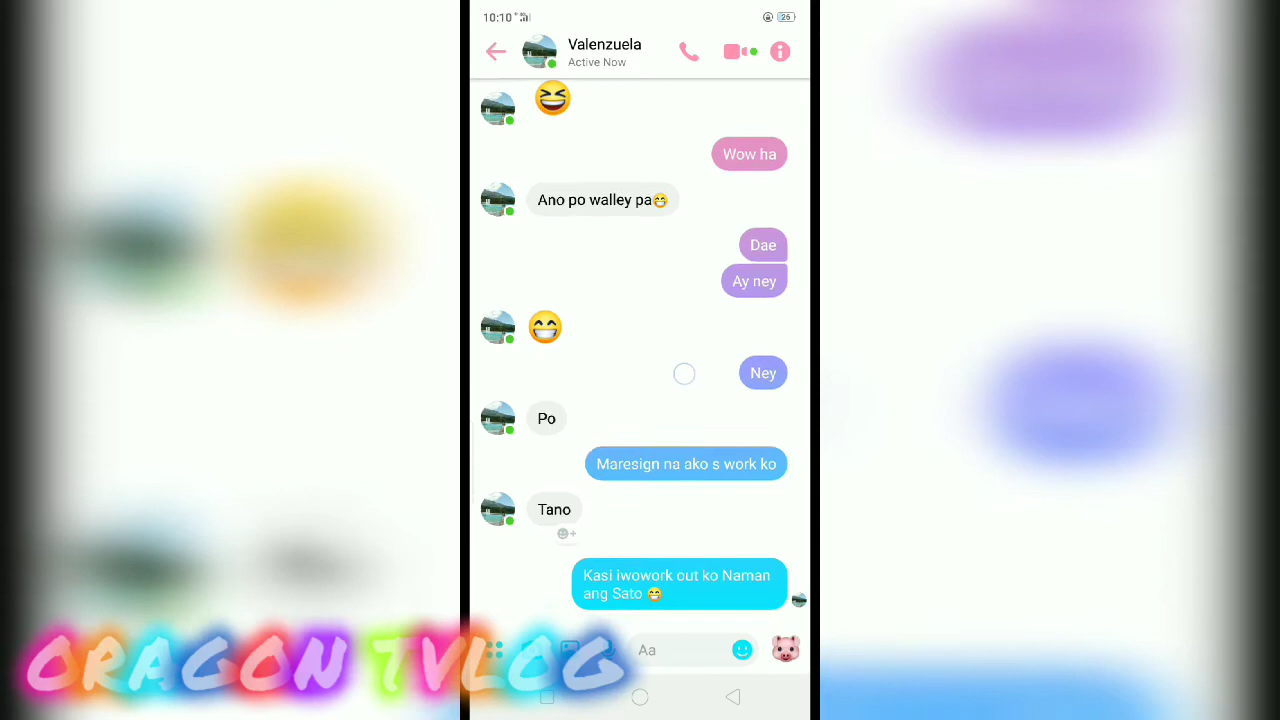 10:10
26
Valenzuela
Active Now
Wow ha
Ano po walley pa😁
Dae
Ay ney
Ney
Po
Maresign na ako s work ko
Tano
Kasi iwowork out ko Naman
ang Sato 😁
Aa
ORAGON TVLOG